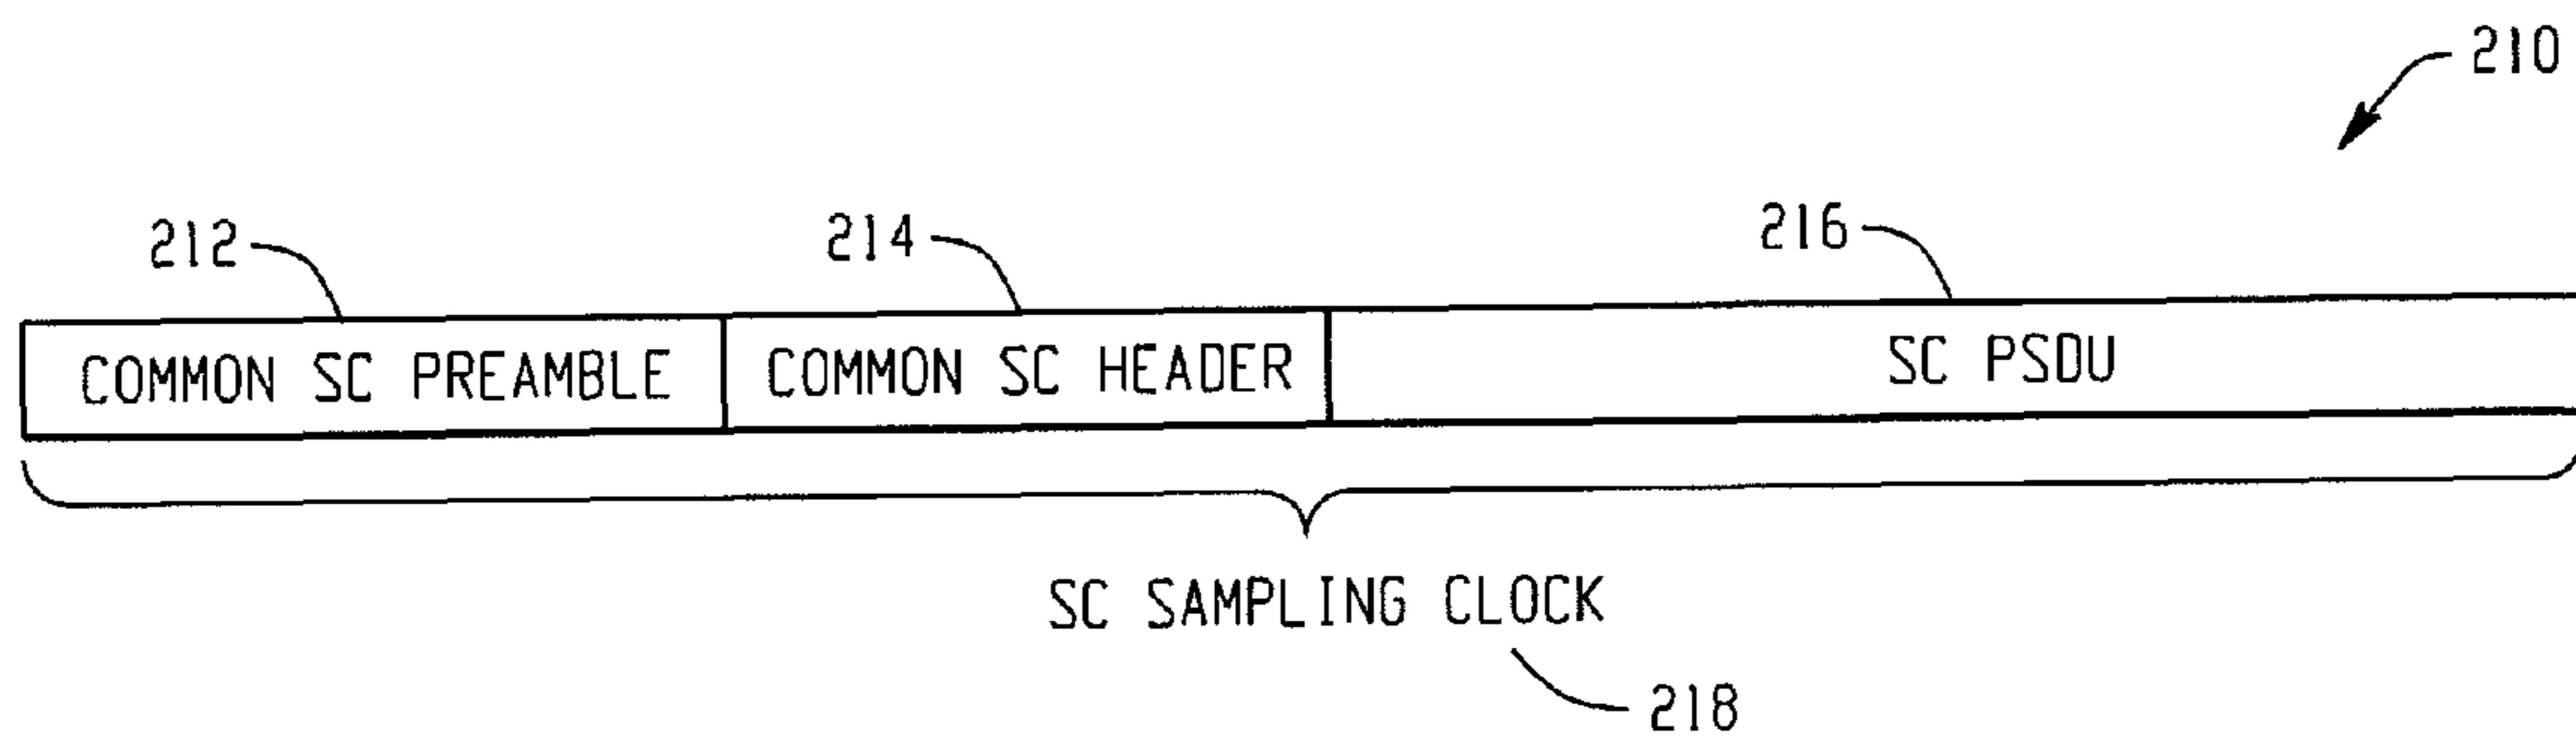 210
212
214
216
COMMON SC PREAMBLE
COMMON SC HEADER
SC PSDU
SC SAMPLING CLOCK
218